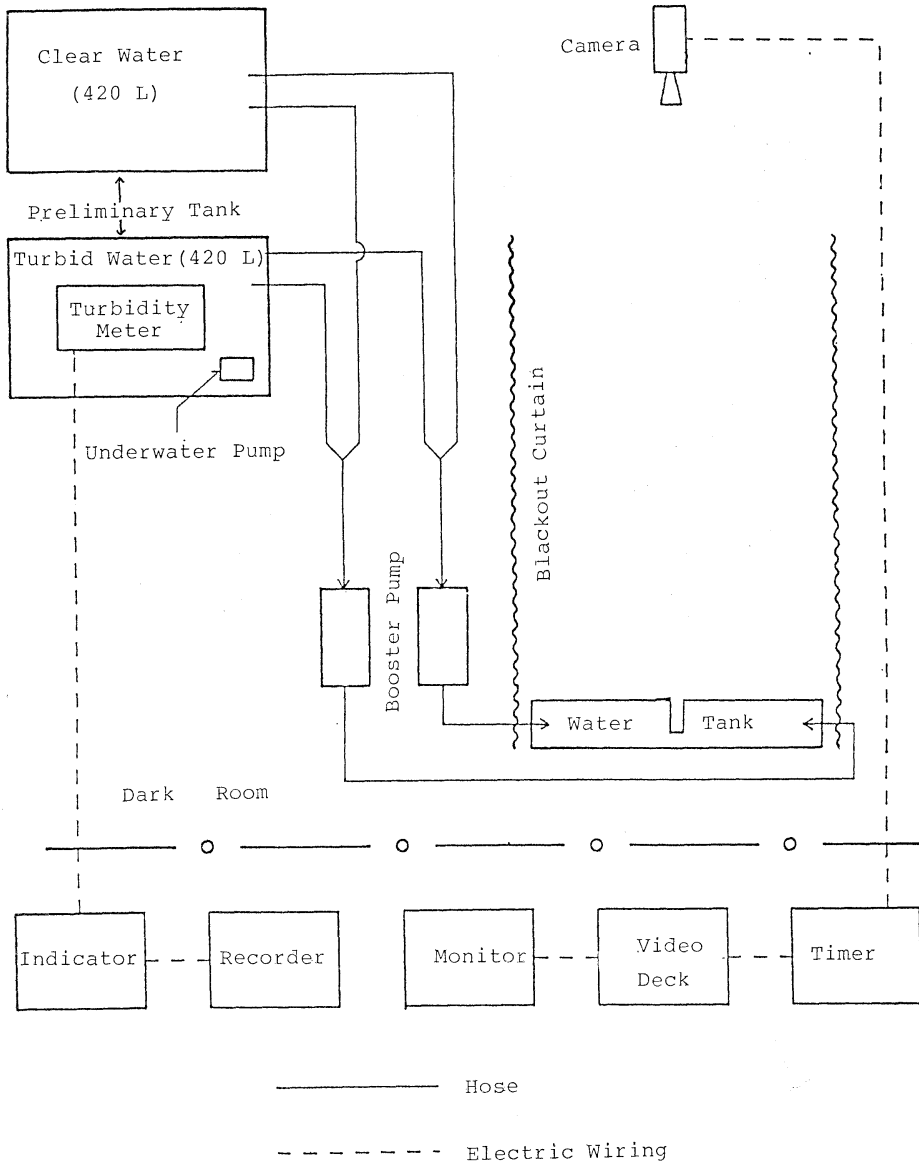 Clear Water
(420 L)
Camera
Preliminary Tank
Turbid Water (420 L)
Turbidity
Meter
Underwater Pump
Blackout Curtain
Booster Pump
Water Tank
Dark Room
Indicator
Recorder
Monitor
Video
Deck
Timer
Hose
Electric Wiring